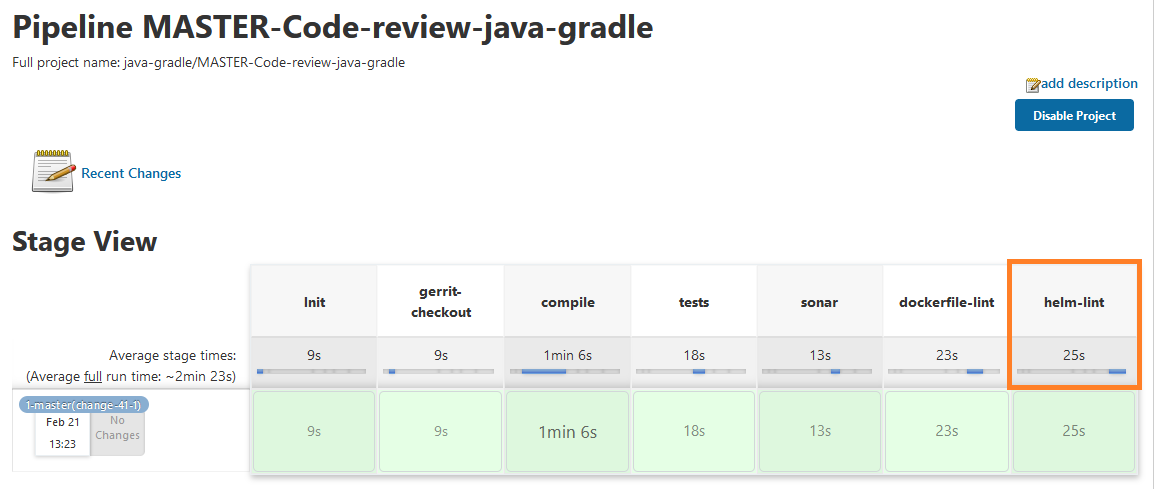 Pipeline MASTER-Code-review-java-gradle
Full project name: java-gradle/MASTER-Code-review-java-gradle
add description
Disable Project
Recent Changes
Stage View
Init
gerrit-
checkout
compile
tests
sonar
dockerfile-lint
helm-lint
Average stage times:
9s
9s
1min 6s
18s
13s
23s
25s
(Average full run time: ~2min 23s)
1-master(change-41-1)
Feb 21
13:23
No
Changes
9s
9s
1min 6s
18s
13s
23s
25s